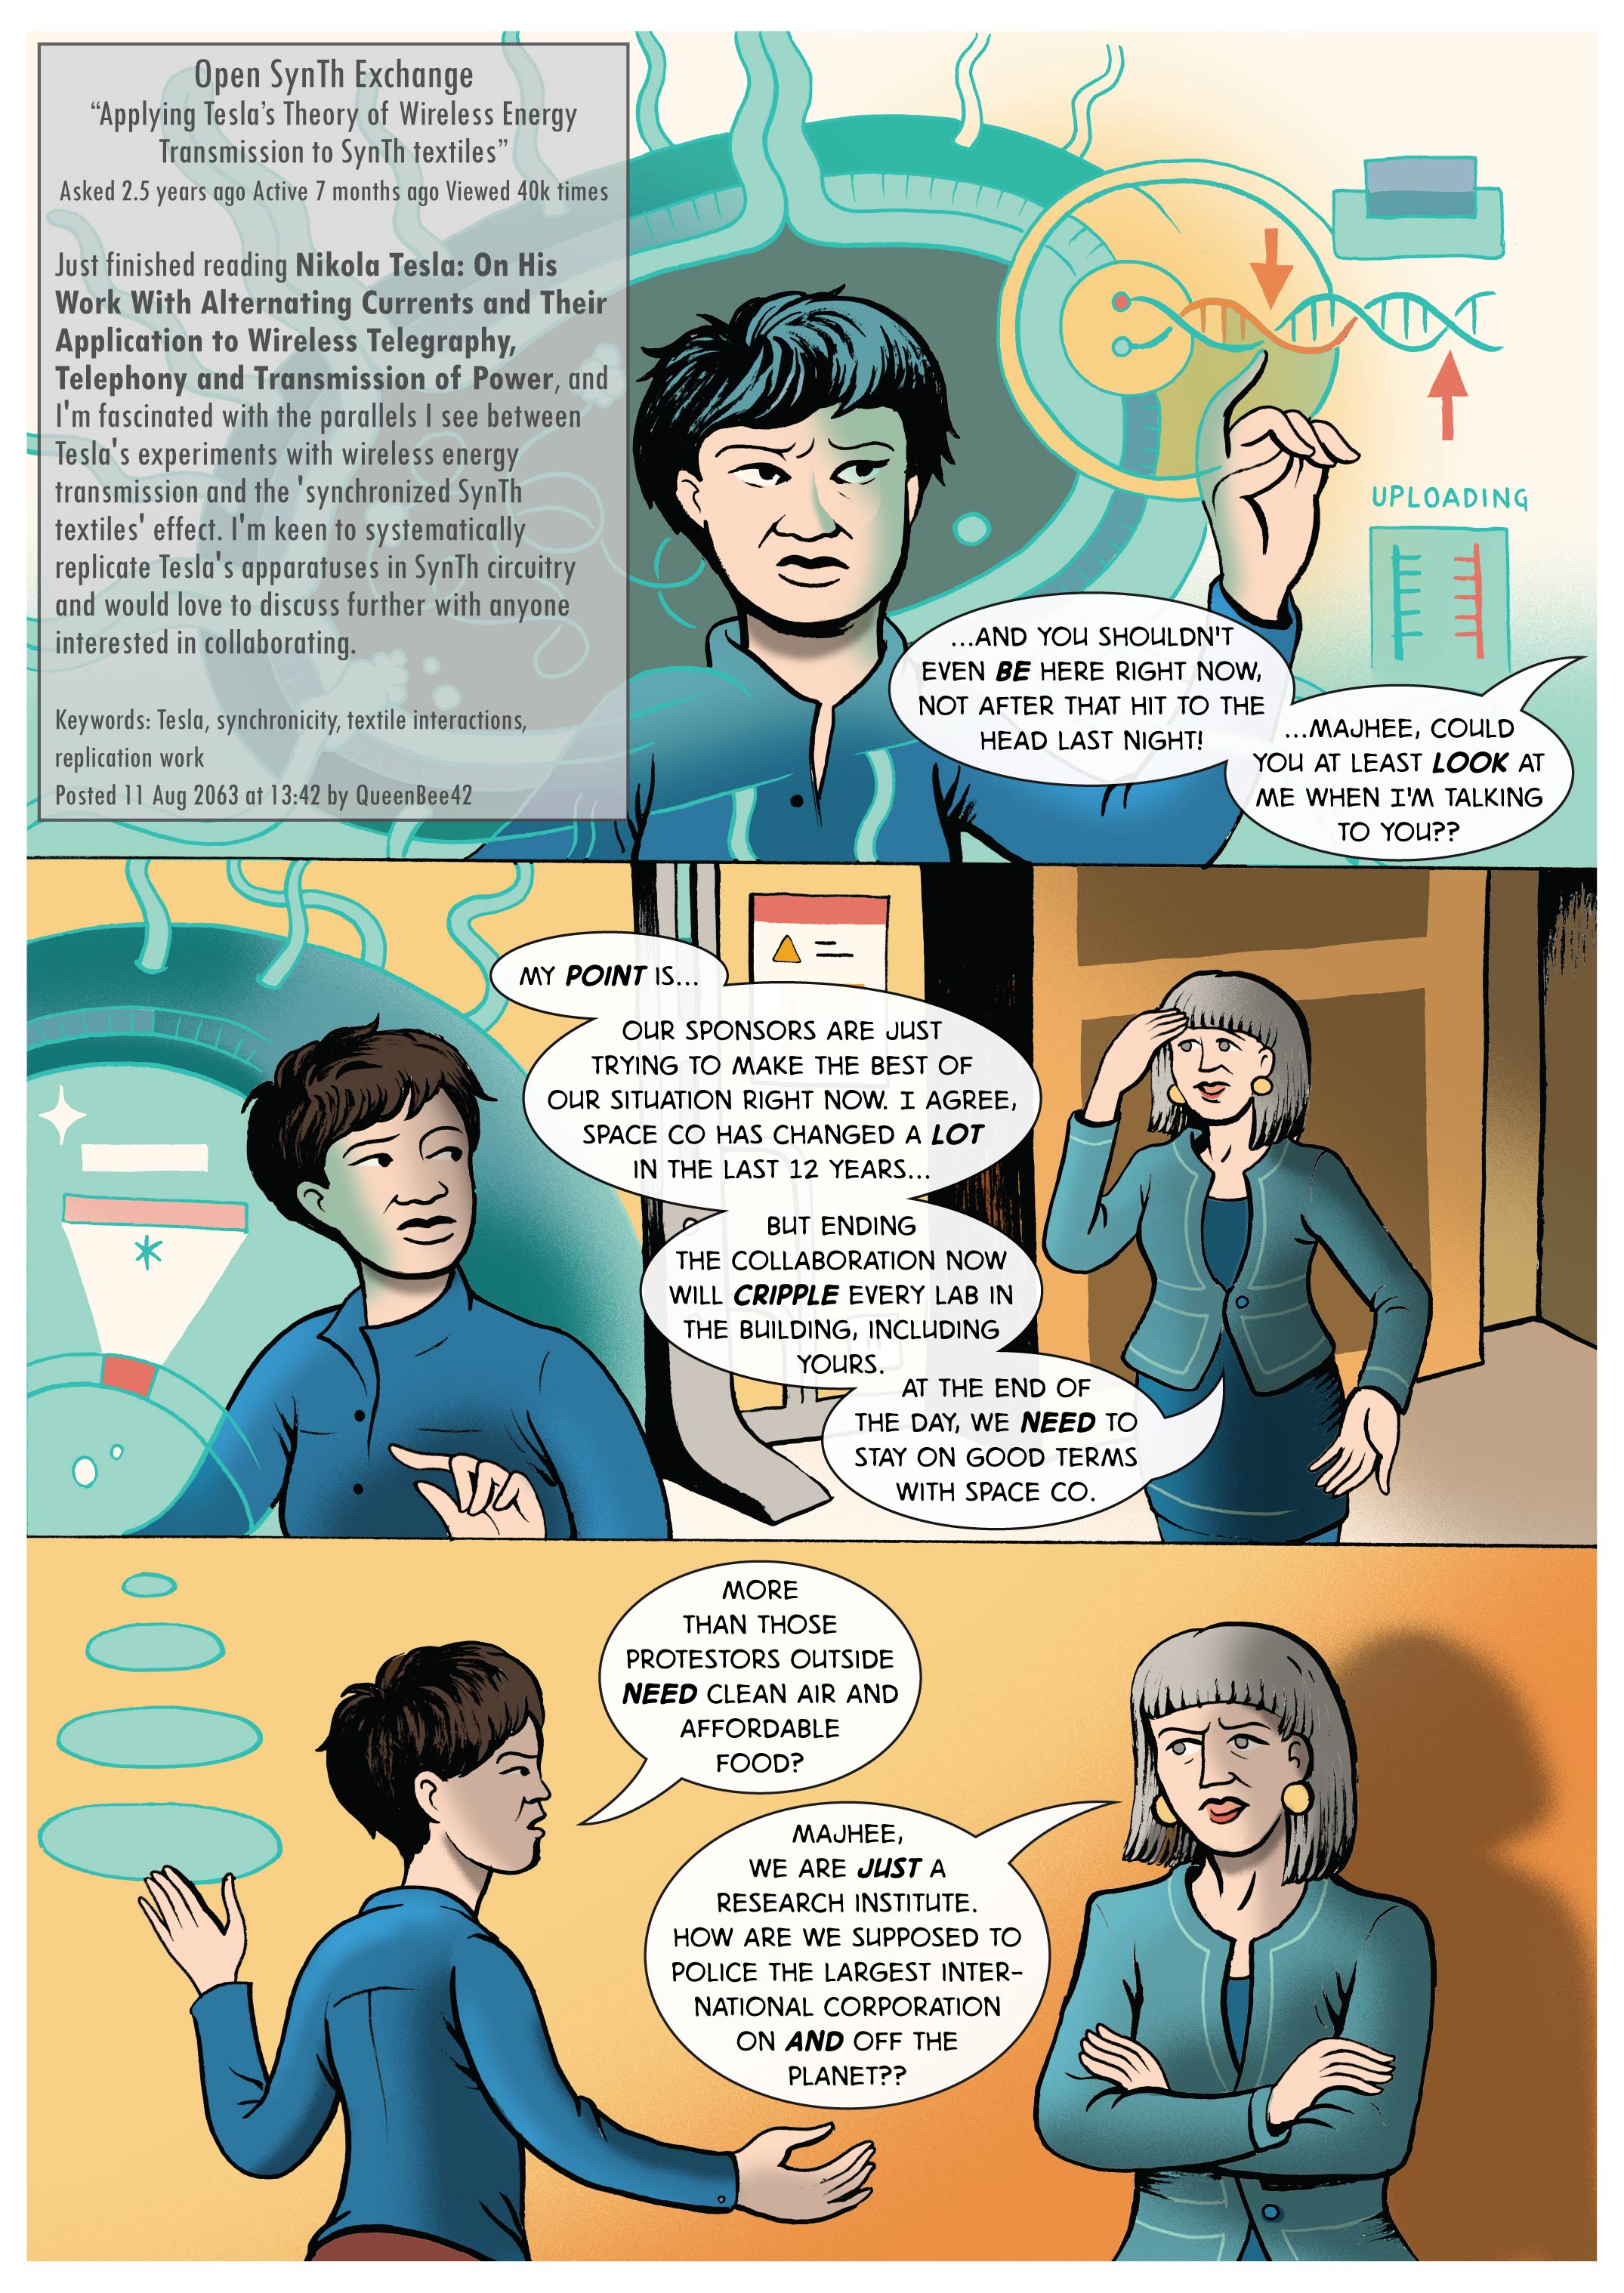 Open SynTh Exchange
“Applying Tesla’s Theory of Wireless Energy
Transmission to SynTh textiles”
Asked 2.5 years ago Active 7 months ago Viewed 40k times
Just finished reading Nikola Tesla: On His
Work With Alternating Currents and Their
Application to Wireless Telegraphy,
Telephony and Transmission of Power, and
I'm fascinated with the parallels I see between
Tesla's experiments with wireless energy
transmission and the 'synchronized SynTh
textiles' effect. I'm keen to systematically
replicate Tesla's apparatuses in SynTh circuitry
and would love to discuss further with anyone
interested in collaborating.
Keywords: Tesla, synchronicity, textile interactions,
replication work
Posted 11 Aug 2063 at 13:42 by QueenBee42
UPLOADING
...AND YOU SHOULDN'T
EVEN BE HERE RIGHT NOW,
NOT AFTER THAT HIT TO THE
HEAD LAST NIGHT!
...MAJHEE, COULD
YOU AT LEAST LOOK AT
ME WHEN I'M TALKING
TO YOU??
MY POINT IS...
OUR SPONSORS ARE JUST
TRYING TO MAKE THE BEST OF
OUR SITUATION RIGHT NOW. I AGREE,
SPACE CO HAS CHANGED A LOT
IN THE LAST 12 YEARS...
BUT ENDING
THE COLLABORATION NOW
WILL CRIPPLE EVERY LAB IN
THE BUILDING, INCLUDING
YOURS.
AT THE END OF
THE DAY, WE NEED TO
STAY ON GOOD TERMS
WITH SPACE CO.
MORE
THAN THOSE
PROTESTORS OUTSIDE
NEED CLEAN AIR AND
AFFORDABLE
FOOD?
MAJHEE,
WE ARE JUST A
RESEARCH INSTITUTE.
HOW ARE WE SUPPOSED TO
POLICE THE LARGEST INTER-
NATIONAL CORPORATION
ON AND OFF THE
PLANET??